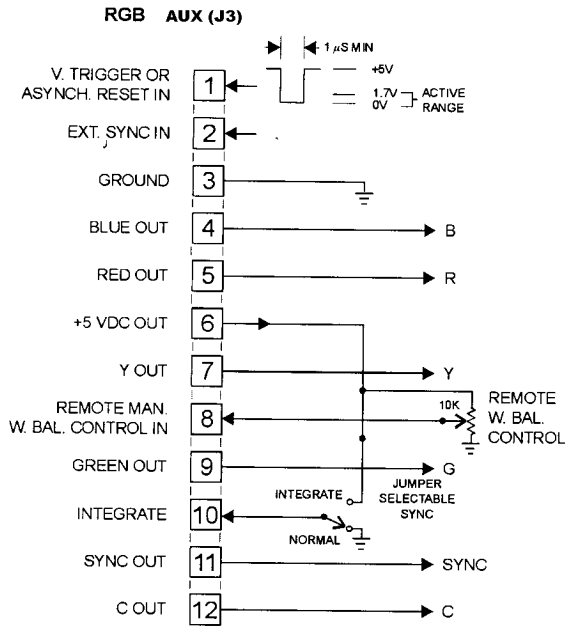 RGB AUX (J3)
1 µS MIN
+5V
1.7V
0V
ACTIVE
RANGE
V. TRIGGER OR
ASYNCH. RESET IN
1
EXT. SYNC IN
2
GROUND
3
BLUE OUT
4
B
RED OUT
5
R
+5 VDC OUT
6
Y OUT
7
Y
REMOTE MAN.
W. BAL. CONTROL IN
8
10K
REMOTE
W. BAL.
CONTROL
GREEN OUT
9
G
JUMPER
SELECTABLE
SYNC
INTEGRATE
10
INTEGRATE
NORMAL
SYNC OUT
11
SYNC
C OUT
12
C